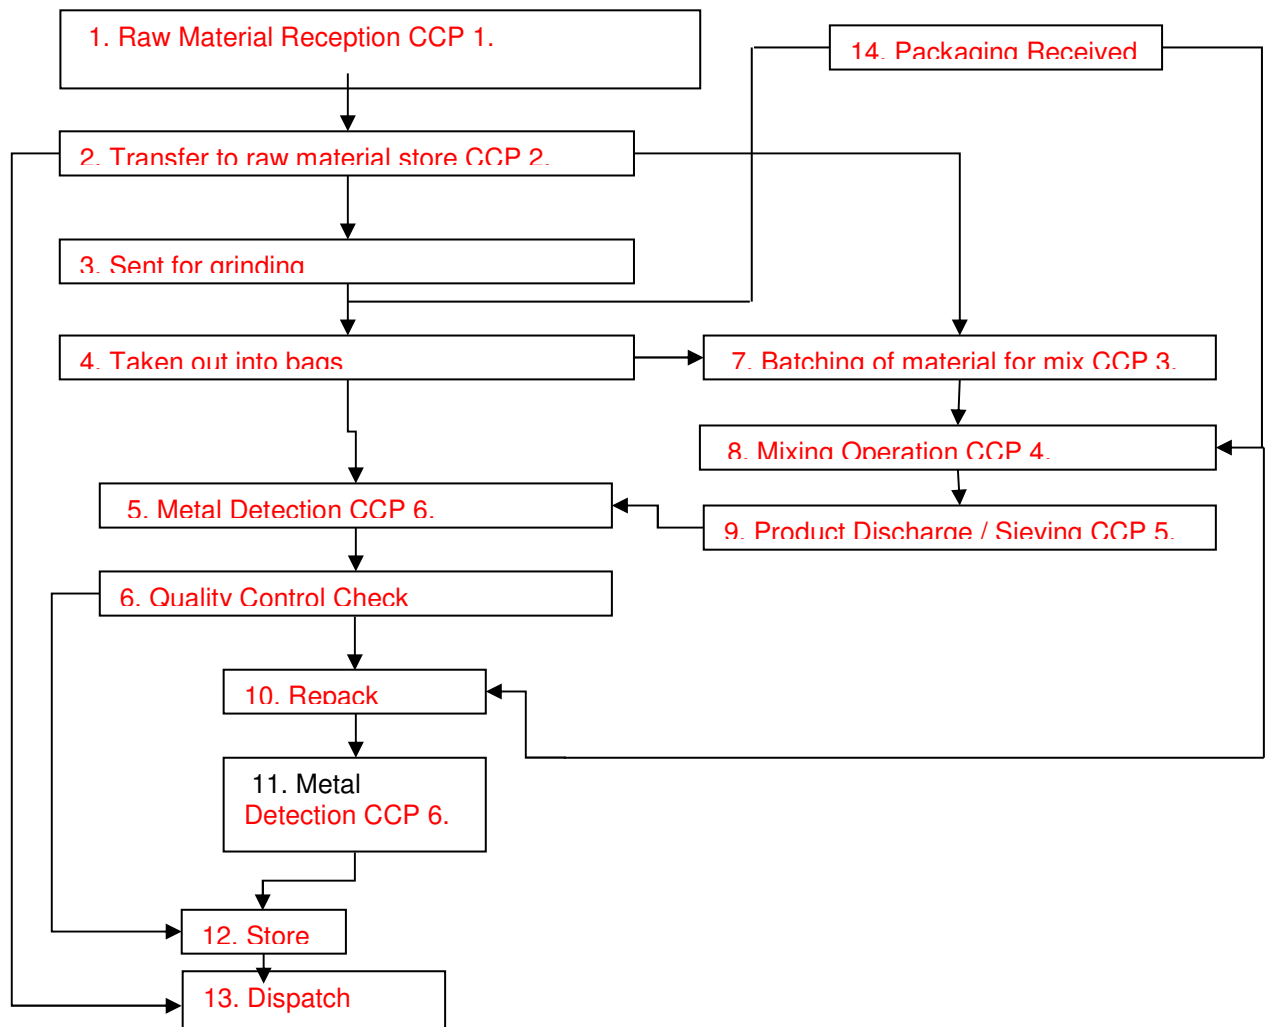 1. Raw Material Reception CCP 1.
14. Packaging Received
2. Transfer to raw material store CCP 2.
3. Sent for grinding
4. Taken out into bags
7. Batching of material for mix CCP 3.
8. Mixing Operation CCP 4.
5. Metal Detection CCP 6.
9. Product Discharge / Sieving CCP 5.
6. Quality Control Check
10. Repack
11. Metal
Detection CCP 6.
12. Store
13. Dispatch